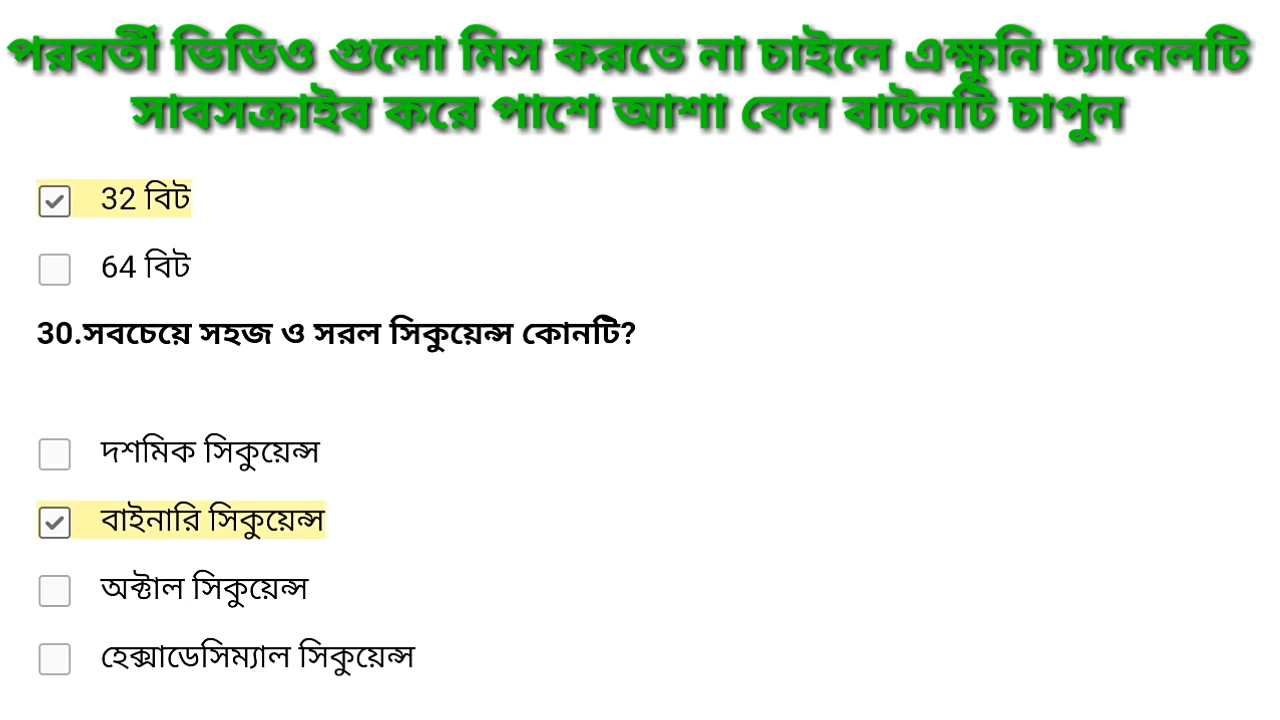 পরবর্তী ভিডিও গুলো মিস করতে না চাইলে এক্ষুনি চ্যানেলটি
সাবসক্রাইব করে পাশে আশা বেল বাটনটি চাপুন
32 বিট
64 বিট
30.সবচেয়ে সহজ ও সরল সিকুয়েন্স কোনটি?
দশমিক সিকুয়েন্স
বাইনারি সিকুয়েন্স
অক্টাল সিকুয়েন্স
হেক্সাডেসিম্যাল সিকুয়েন্স